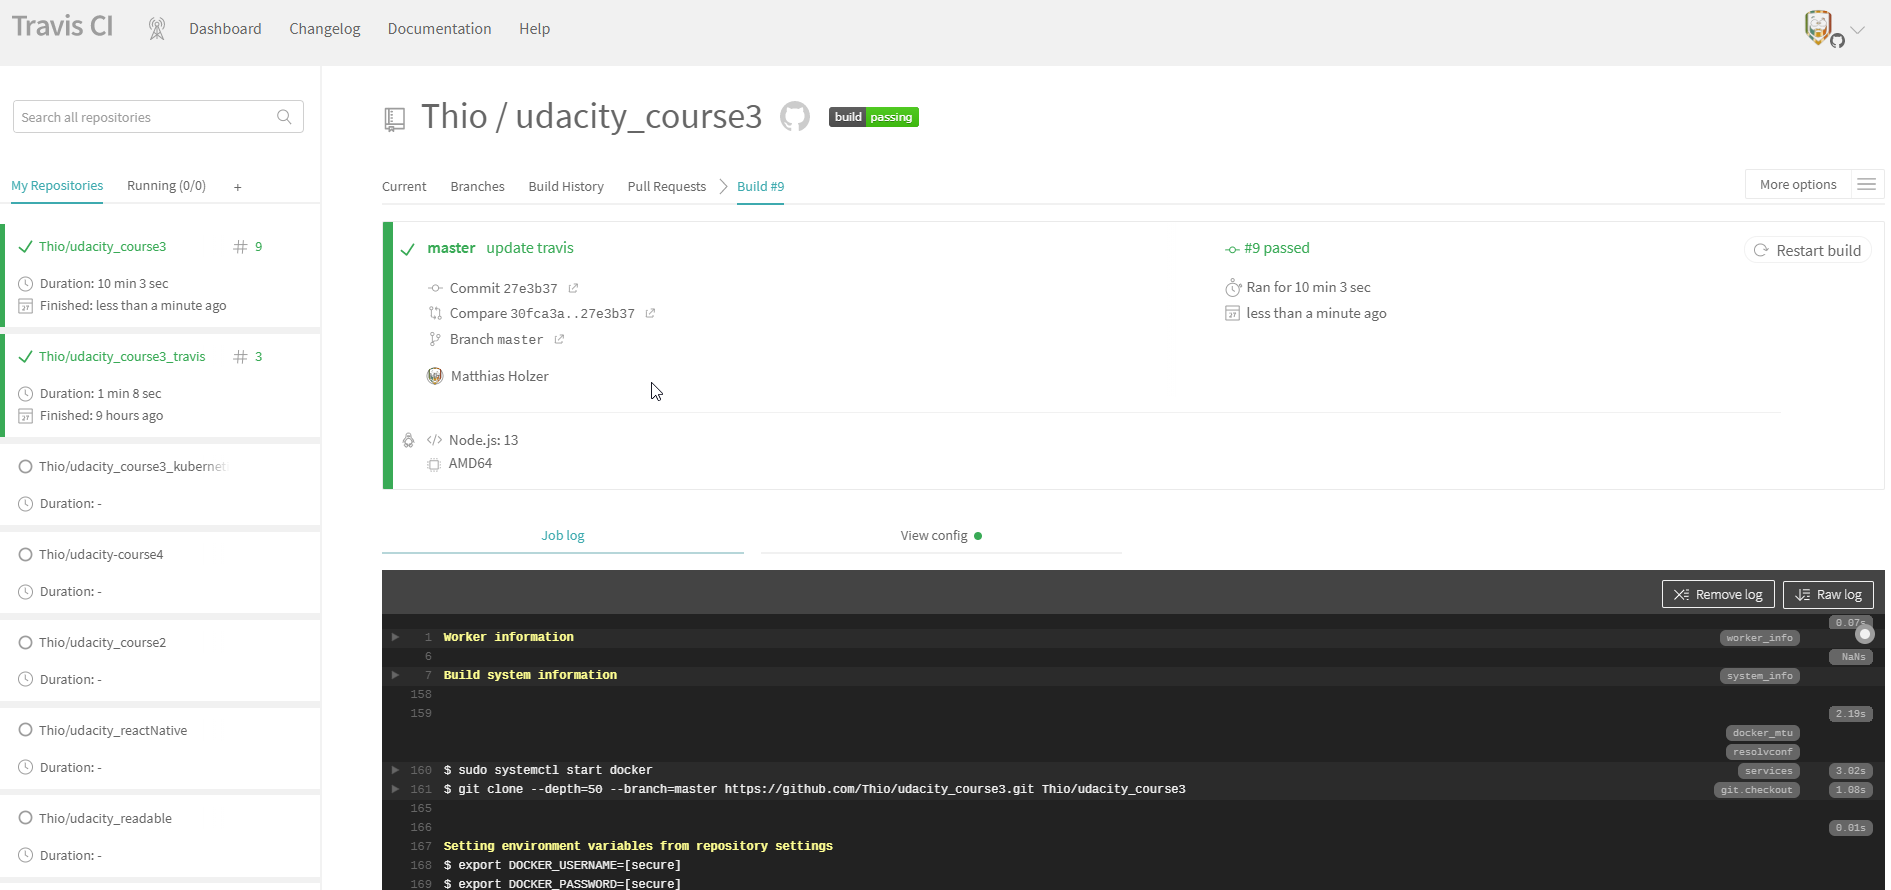 Travis CI
Dashboard
Changelog
Documentation
Help
Search all repositories
My Repositories
Running (0/0)
+
Thio/udacity_course3
# 9
Duration: 10 min 3 sec
Finished: less than a minute ago
Thio/udacity_course3_travis
# 3
Duration: 1 min 8 sec
Finished: 9 hours ago
Thio/udacity_course3_kubernet
Duration: -
Thio/udacity-course4
Duration: -
Thio/udacity_course2
Duration: -
Thio/udacity_reactNative
Duration: -
Thio/udacity_readable
Duration: -
Thio / udacity_course3
build passing
Current
Branches
Build History
Pull Requests
Build #9
More options
master update travis
#9 passed
Restart build
Commit 27e3b37
Ran for 10 min 3 sec
Compare 30fca3a..27e3b37
less than a minute ago
Branch master
Matthias Holzer
</> Node.js: 13
AMD64
Job log
View config
Remove log
Raw log
0.07s
1 Worker information worker_info
6 NaNs
7 Build system information system_info
158
159 2.19s
docker_mtu
resolvconf
160 $ sudo systemctl start docker services 3.02s
161 $ git clone --depth=50 --branch=master https://github.com/Thio/udacity_course3.git Thio/udacity_course3 git.checkout 1.08s
165
166 0.01s
167 Setting environment variables from repository settings
168 $ export DOCKER_USERNAME=[secure]
169 $ export DOCKER_PASSWORD=[secure]